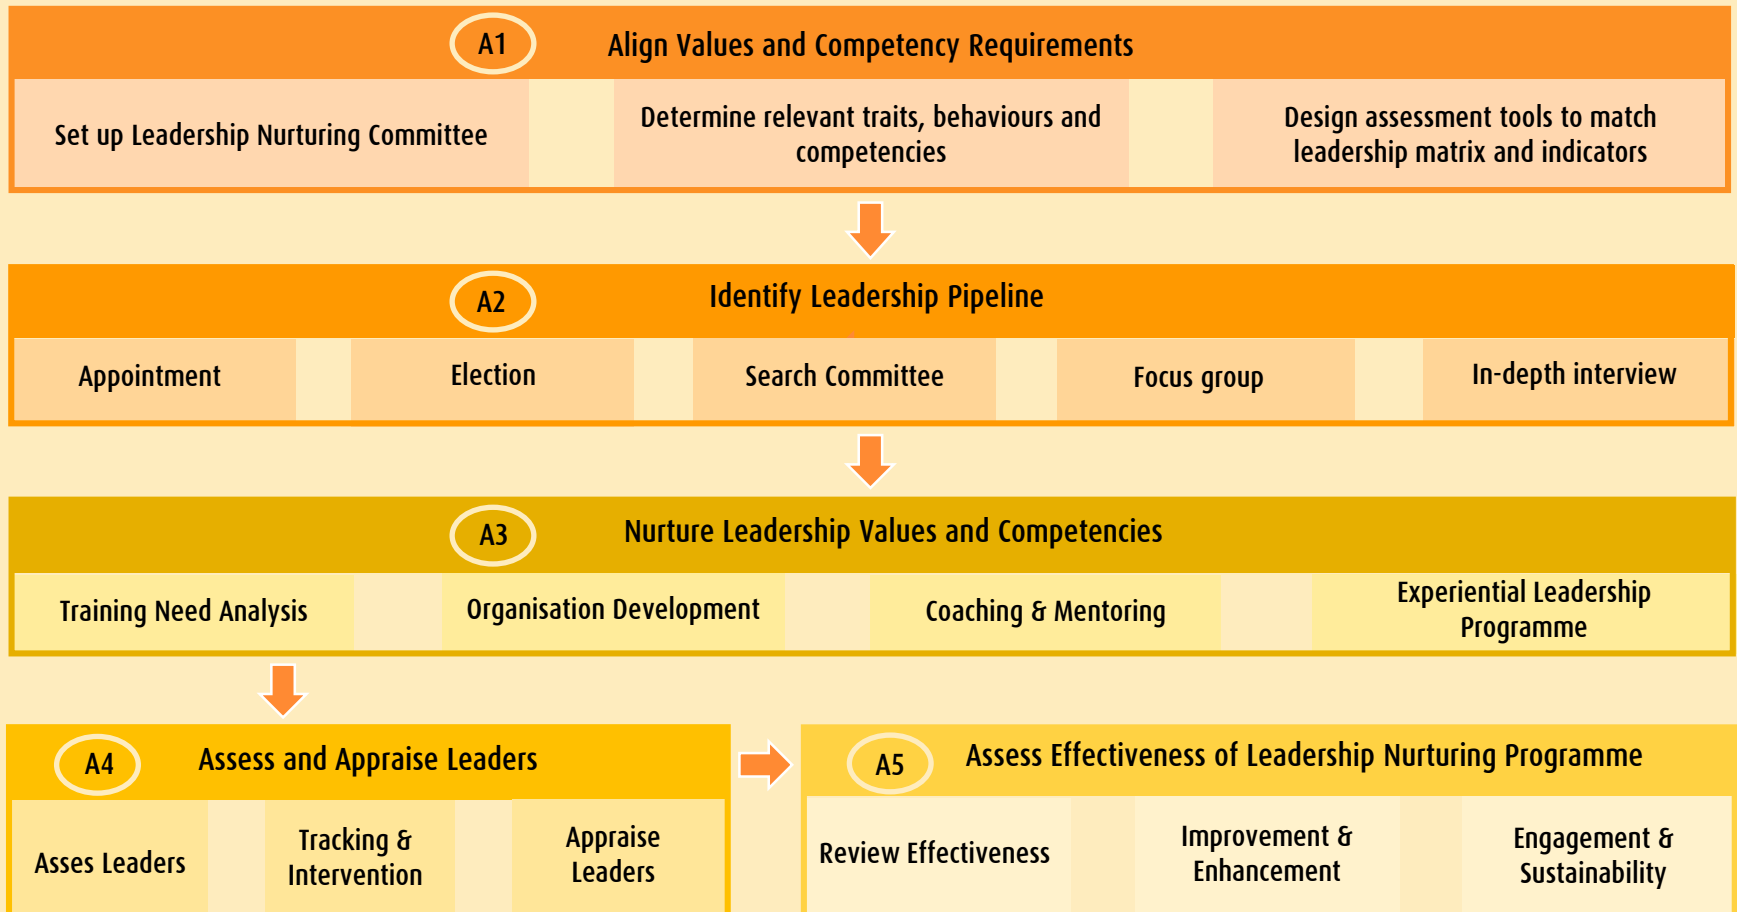 A1
Align Values and Competency Requirements
Set up Leadership Nurturing Committee
Determine relevant traits, behaviours and
competencies
Design assessment tools to match
leadership matrix and indicators
A2
Identify Leadership Pipeline
Appointment
Election
Search Committee
Focus group
In-depth interview
A3
Nurture Leadership Values and Competencies
Training Need Analysis
Organisation Development
Coaching & Mentoring
Experiential Leadership
Programme
A4
Assess and Appraise Leaders
Asses Leaders
Tracking &
Intervention
Appraise
Leaders
A5
Assess Effectiveness of Leadership Nurturing Programme
Review Effectiveness
Improvement &
Enhancement
Engagement &
Sustainability